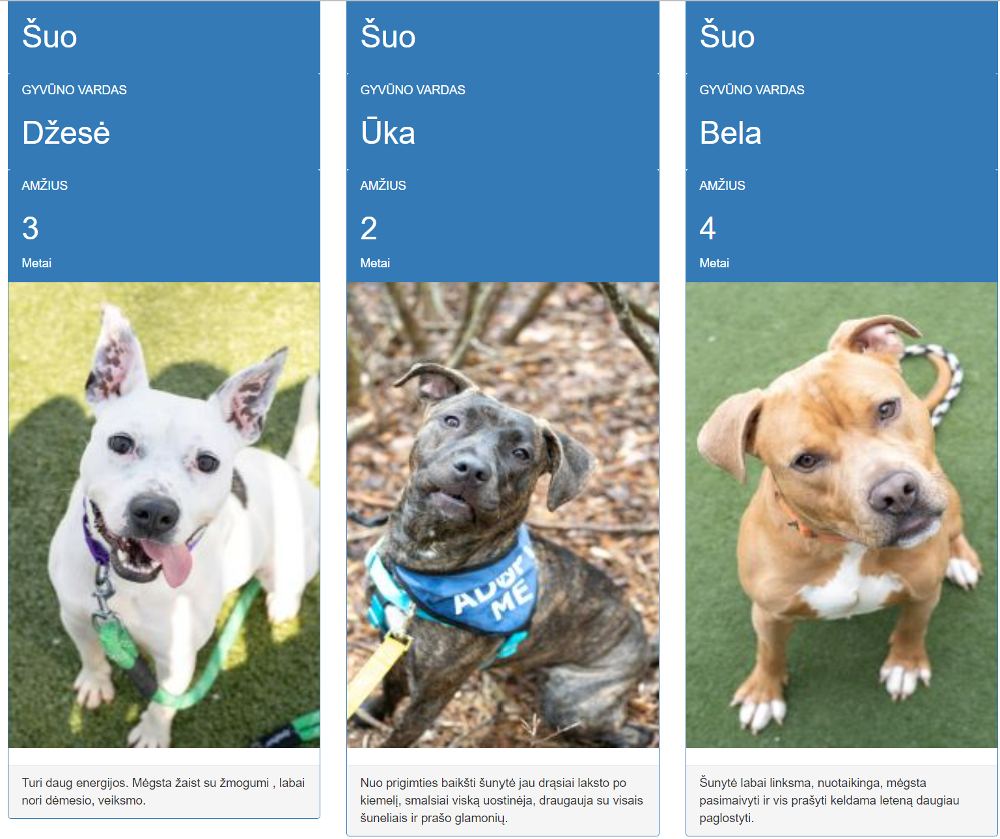 Šuo
GYVŪNO VARDAS
Džesė
AMŽIUS
3
Metai
Turi daug energijos. Mėgsta žaist su žmogumi , labai
nori dėmesio, veiksmo.
Šuo
GYVŪNO VARDAS
Ūka
AMŽIUS
2
Metai
ADOPT
ME
Nuo prigimties baikšti šunytė jau drąsiai laksto po
kiemelį, smalsiai viską uostinėja, draugauja su visais
šuneliais ir prašo glamonių.
Šuo
GYVŪNO VARDAS
Bela
AMŽIUS
4
Metai
Šunytė labai linksma, nuotaikinga, mėgsta
pasimaivyti ir vis prašyti keldama leteną daugiau
paglostyti.